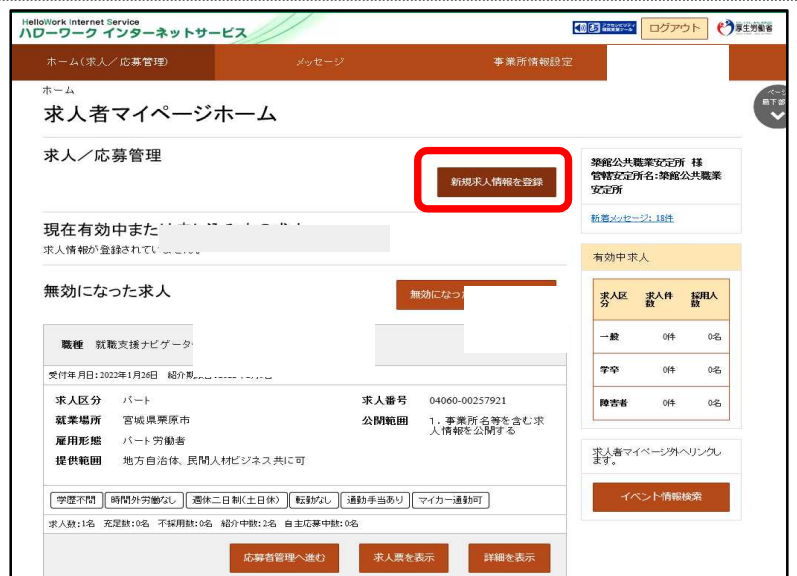 HelloWork Internet Service
ハローワーク インターネットサービス
ログアウト
厚生労働省
ホーム(求人／応募管理)
メッセージ
事業所情報設定
ホーム
求人者マイページホーム
求人／応募管理
新規求人情報を登録
築館公共職業安定所 様
管轄安定所名:築館公共職業
安定所
新着メッセージ: 18件
現在有効中また
求人情報が登録されてい
有効中求人
無効になった求人
無効になっ
求人区分 求人件数 採用人数
一般 0件 0名
学卒 0件 0名
障害者 0件 0名
職種 就職支援ナビゲータ
受付年月日:2022年1月26日 紹介期
求人区分 パート
求人番号 04060-00257921
就業場所 宮城県栗原市
公開範囲 1. 事業所名等を含む求
人情報を公開する
雇用形態 パート労働者
提供範囲 地方自治体、民間人材ビジネス共に可
学歴不問 時間外労働なし 週休二日制(土日休) 転勤なし 通勤手当あり マイカー通勤可
求人数:1名 充足数:0名 不採用数:0名 紹介中数:2名 自主応募中数:0名
応募者管理へ進む 求人票を表示 詳細を表示
求人者マイページ外へリンクし
ます。
イベント情報検索